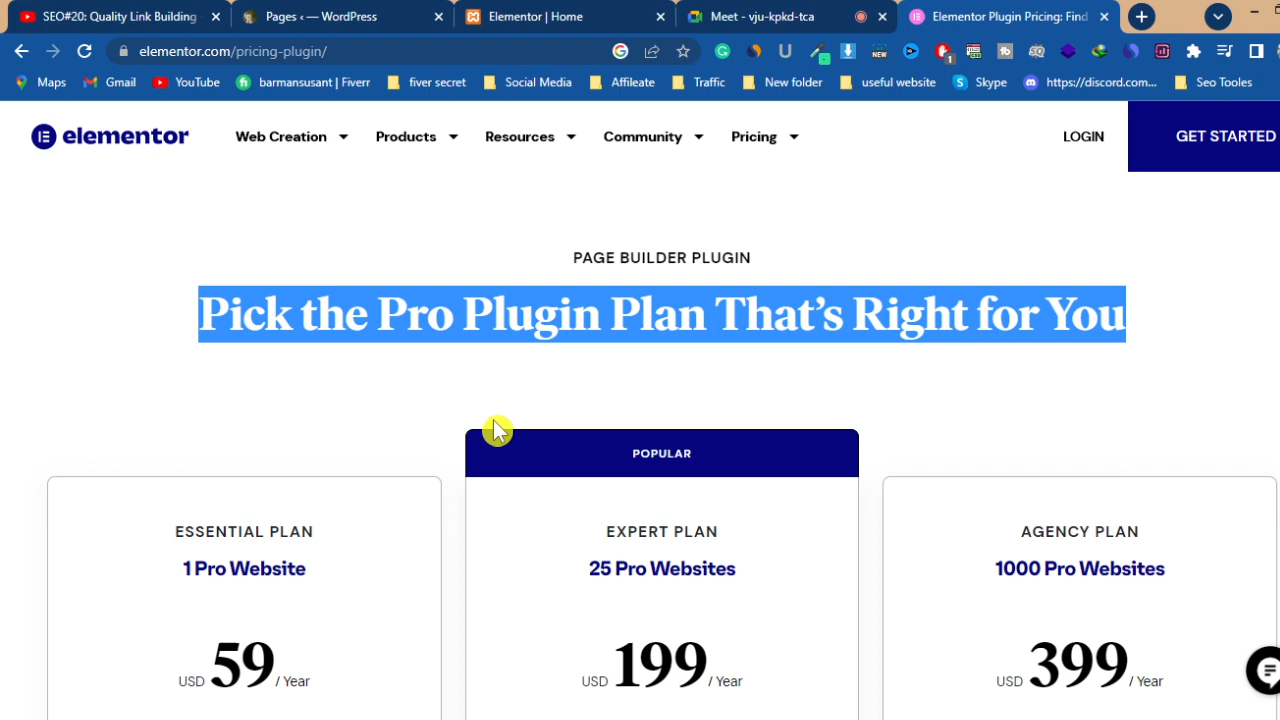 SEO#20: Quality Link Building
Pages ‹ — WordPress
Elementor | Home
Meet - vju-kpkd-tca
Elementor Plugin Pricing: Find
elementor.com/pricing-plugin/
Maps
Gmail
YouTube
barmansusant | Fiverr
fiver secret
Social Media
Affileate
Traffic
New folder
useful website
Skype
https://discord.com...
Seo Tooles
elementor
Web Creation
Products
Resources
Community
Pricing
LOGIN
GET STARTED
PAGE BUILDER PLUGIN
Pick the Pro Plugin Plan That’s Right for You
POPULAR
ESSENTIAL PLAN
1 Pro Website
USD 59 / Year
EXPERT PLAN
25 Pro Websites
USD 199 / Year
AGENCY PLAN
1000 Pro Websites
USD 399 / Year